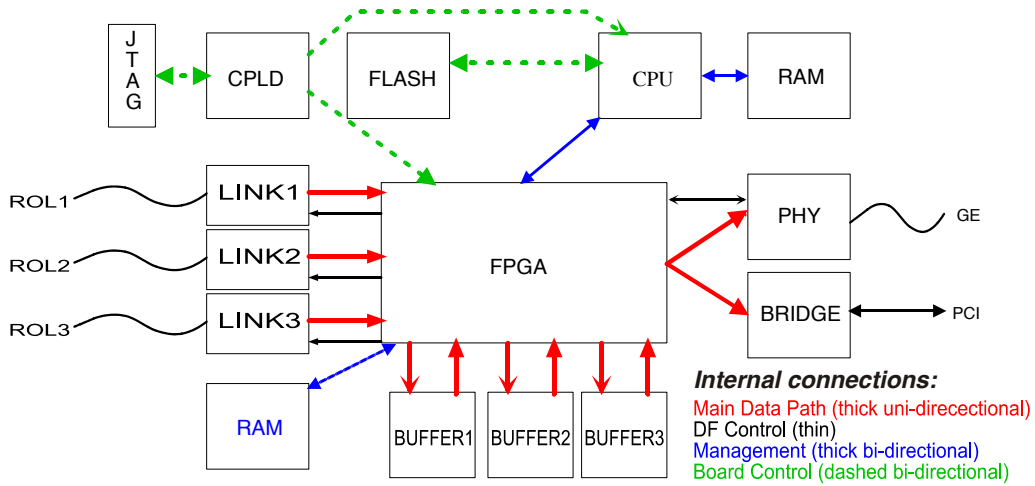 JTAG
CPLD
FLASH
CPU
RAM
ROL1
LINK1
ROL2
LINK2
ROL3
LINK3
FPGA
PHY
GE
BRIDGE
PCI
RAM
BUFFER1
BUFFER2
BUFFER3
Internal connections:
Main Data Path (thick uni-direcectional)
DF Control (thin)
Management (thick bi-directional)
Board Control (dashed bi-directional)